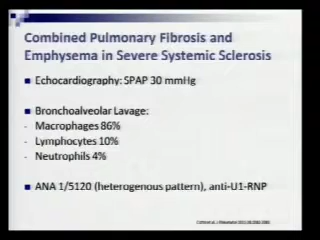 Combined Pulmonary Fibrosis and
Emphysema in Severe Systemic Sclerosis
Echocardiography: SPAP 30 mmHg
Bronchoalveolar Lavage:
- Macrophages 86%
- Lymphocytes 10%
- Neutrophils 4%
ANA 1/5120 (heterogenous pattern), anti-U1-RNP